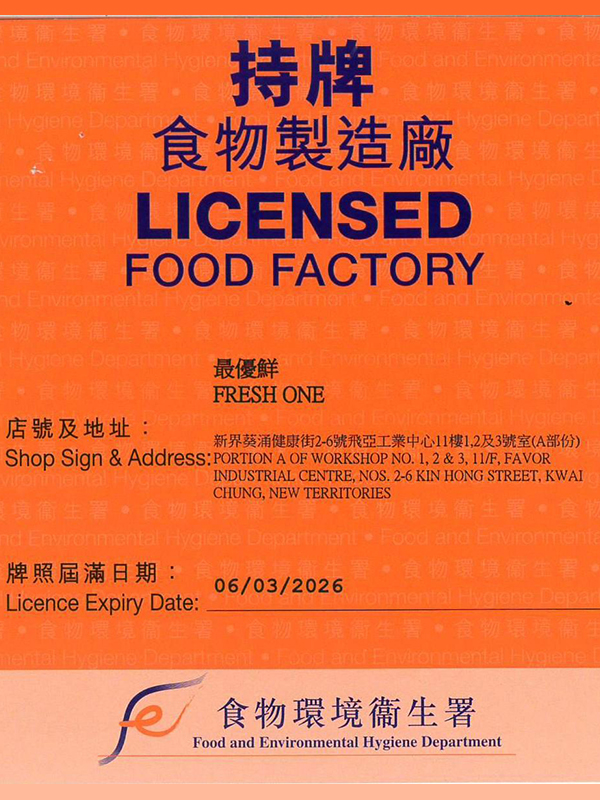 持牌
食物製造廠
LICENSED
FOOD FACTORY
最優鮮
FRESH ONE
店號及地址：
Shop Sign & Address:
新界葵涌健康街2-6號飛亞工業中心11樓1,2及3號室(A部份)
PORTION A OF WORKSHOP NO. 1, 2 & 3, 11/F, FAVOR
INDUSTRIAL CENTRE, NOS. 2-6 KIN HONG STREET, KWAI
CHUNG, NEW TERRITORIES
牌照屆滿日期：
Licence Expiry Date:
06/03/2026
食物環境衞生署
Food and Environmental Hygiene Department